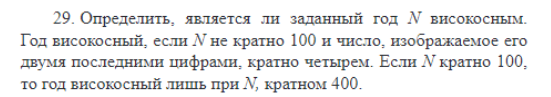 29. Определить, является ли заданный год N високосным.
Год високосный, если N не кратно 100 и число, изображаемое его
двумя последними цифрами, кратно четырем. Если N кратно 100,
то год високосный лишь при N, кратном 400.